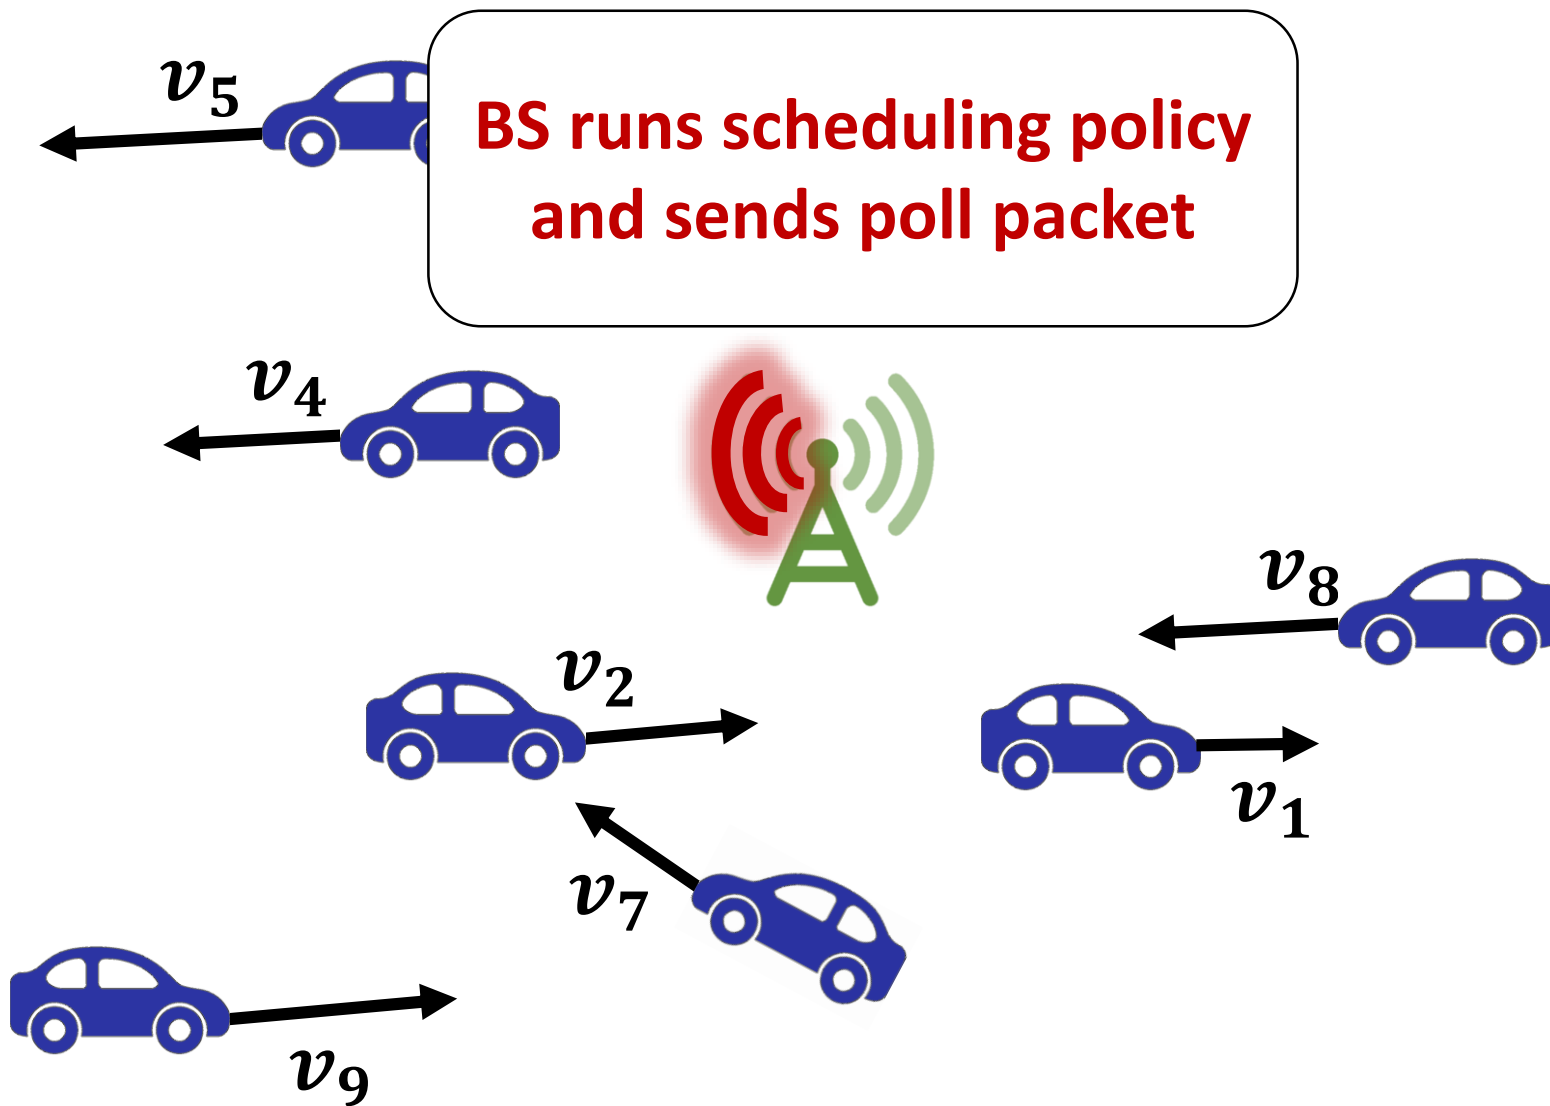 v5
BS runs scheduling policy
and sends poll packet
v4
v8
v2
v1
v7
v9